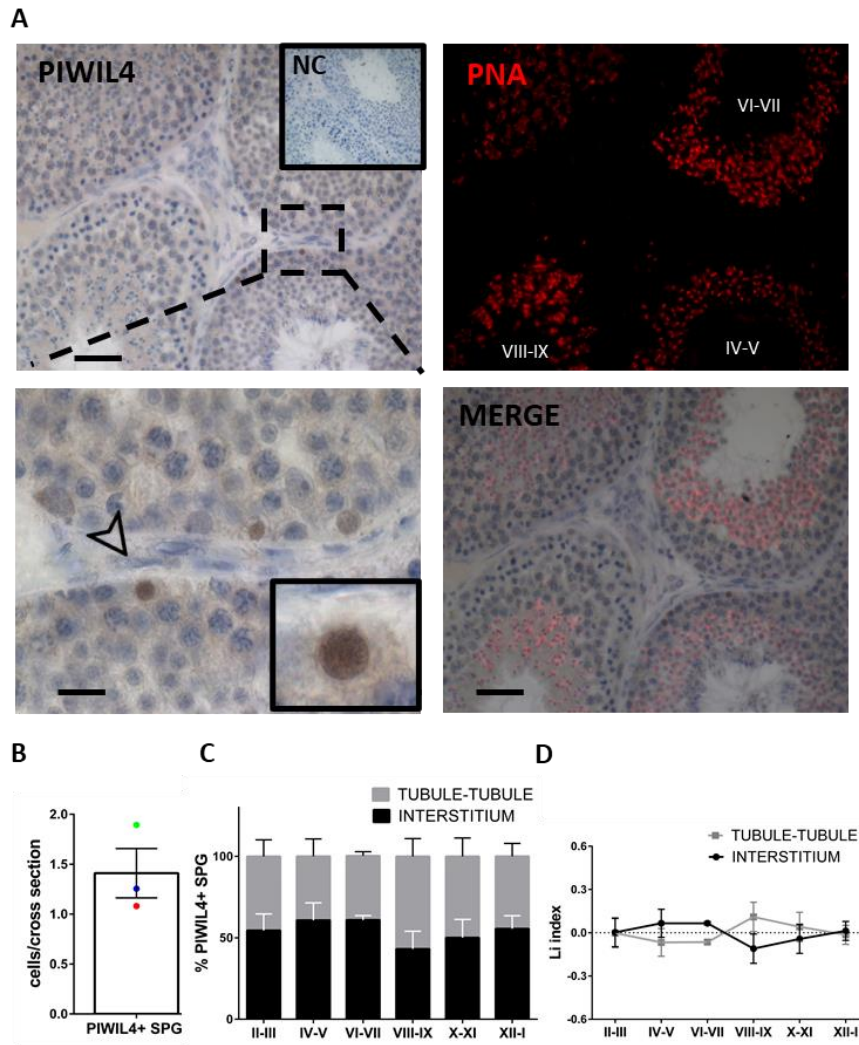 A
PIWIL4
NC
PNA
VI-VII
VIII-IX
IV-V
MERGE
B
C
D
cells/cross section
2.0
1.5
1.0
0.5
0.0
PIWIL4+ SPG
TUBULE-TUBULE
INTERSTITIUM
% PIWIL4+ SPG
100
50
0
II-III
IV-V
VI-VII
VIII-IX
X-XI
XII-I
TUBULE-TUBULE
INTERSTITIUM
Li index
0.6
0.3
0.0
-0.3
-0.6
II-III
IV-V
VI-VII
VIII-IX
X-XI
XII-I